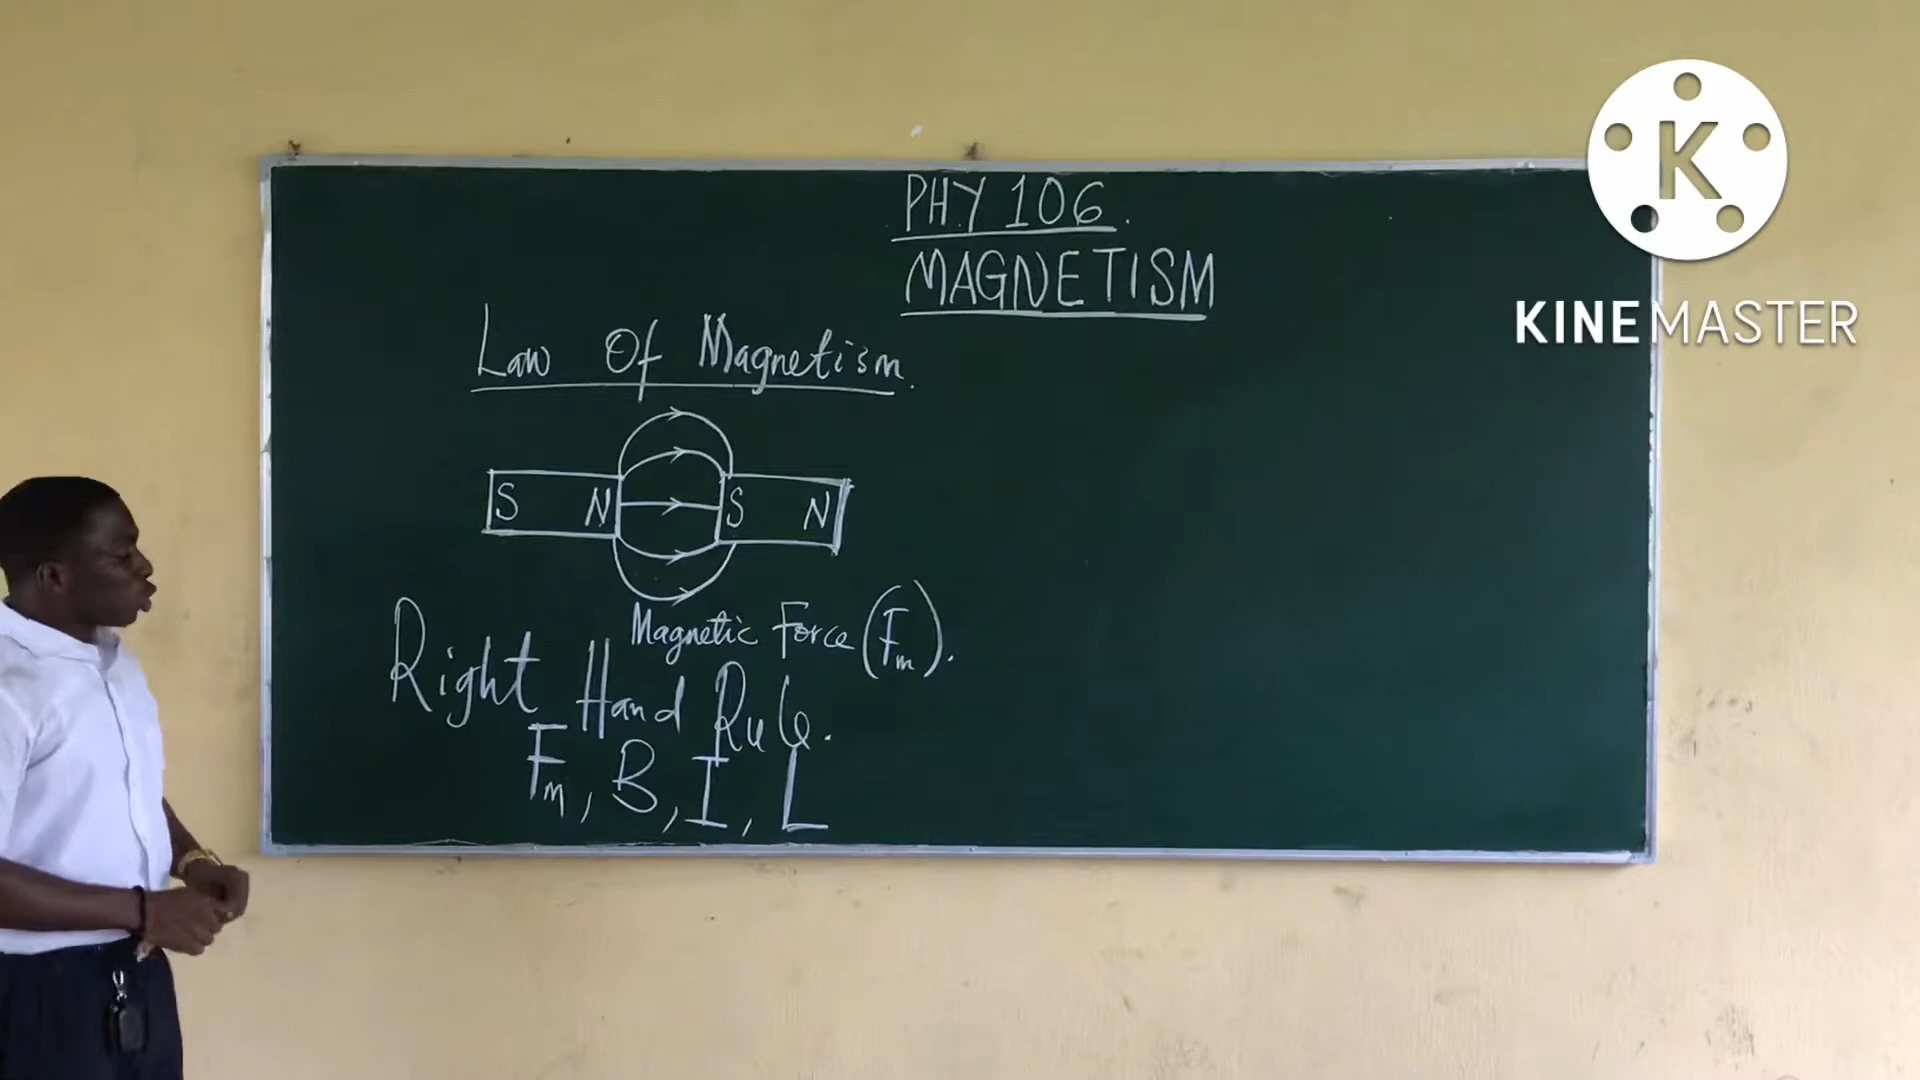 PHY 106.
MAGNETISM
Law Of Magnetism.
S N S N
Magnetic Force (Fm).
Right Hand Rule.
Fm, B, I, L
K
KINEMASTER